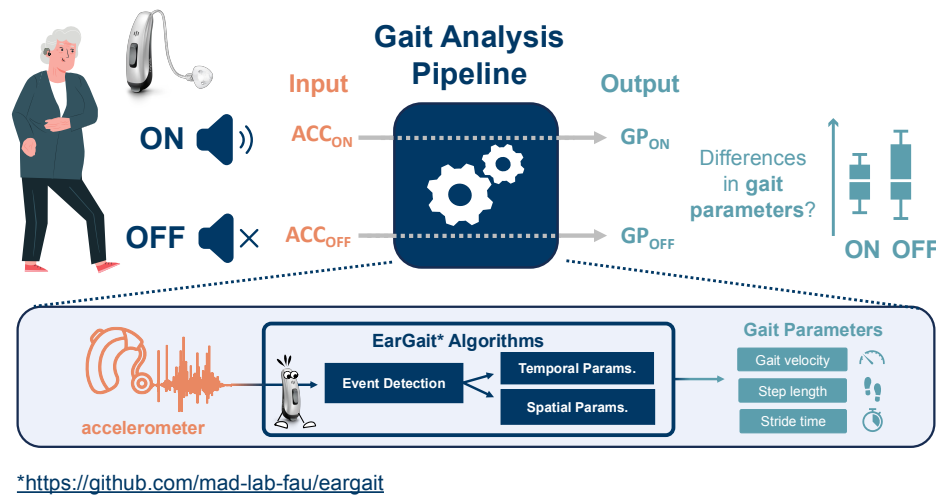 Gait Analysis
Pipeline
Input
Output
ON
ACC_ON
GP_ON
OFF
ACC_OFF
GP_OFF
Differences
in gait
parameters?
ON OFF
EarGait* Algorithms
Event Detection
Temporal Params.
Spatial Params.
accelerometer
Gait Parameters
Gait velocity
Step length
Stride time
*https://github.com/mad-lab-fau/eargait